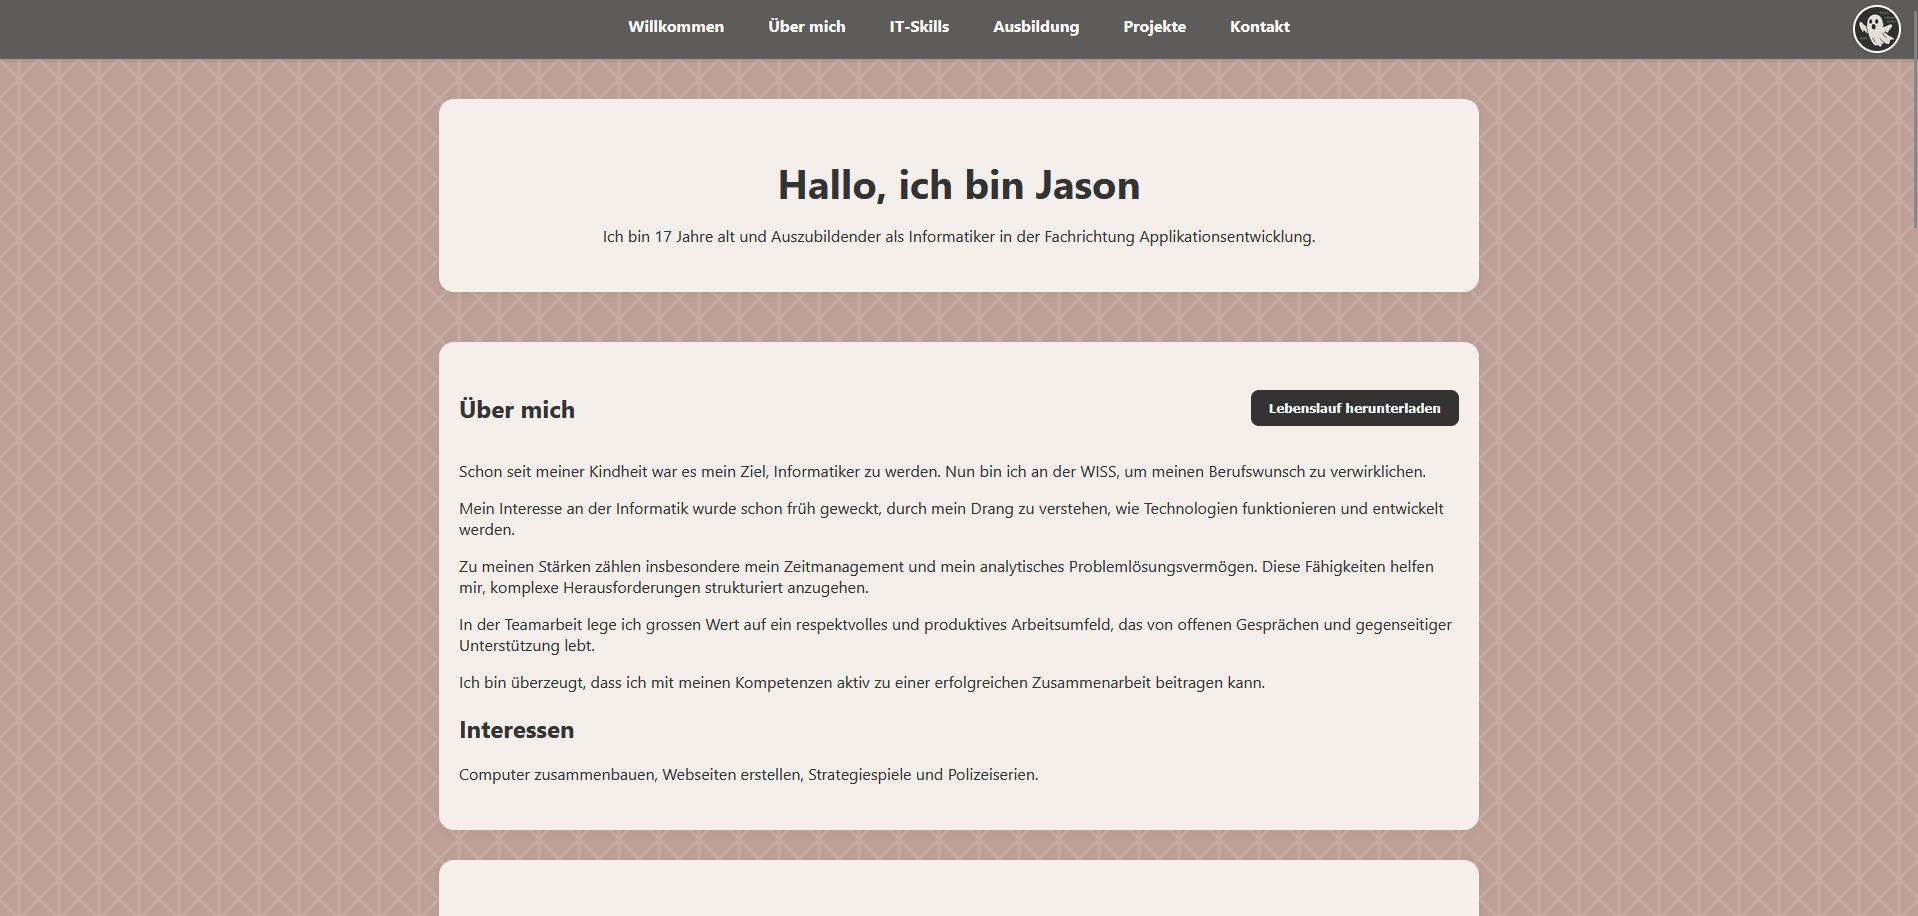 Willkommen Über mich IT-Skills Ausbildung Projekte Kontakt
Hallo, ich bin Jason
Ich bin 17 Jahre alt und Auszubildender als Informatiker in der Fachrichtung Applikationsentwicklung.
Über mich
Lebenslauf herunterladen
Schon seit meiner Kindheit war es mein Ziel, Informatiker zu werden. Nun bin ich an der WISS, um meinen Berufswunsch zu verwirklichen.
Mein Interesse an der Informatik wurde schon früh geweckt, durch mein Drang zu verstehen, wie Technologien funktionieren und entwickelt
werden.
Zu meinen Stärken zählen insbesondere mein Zeitmanagement und mein analytisches Problemlösungsvermögen. Diese Fähigkeiten helfen
mir, komplexe Herausforderungen strukturiert anzugehen.
In der Teamarbeit lege ich grossen Wert auf ein respektvolles und produktives Arbeitsumfeld, das von offenen Gesprächen und gegenseitiger
Unterstützung lebt.
Ich bin überzeugt, dass ich mit meinen Kompetenzen aktiv zu einer erfolgreichen Zusammenarbeit beitragen kann.
Interessen
Computer zusammenbauen, Webseiten erstellen, Strategiespiele und Polizeiserien.